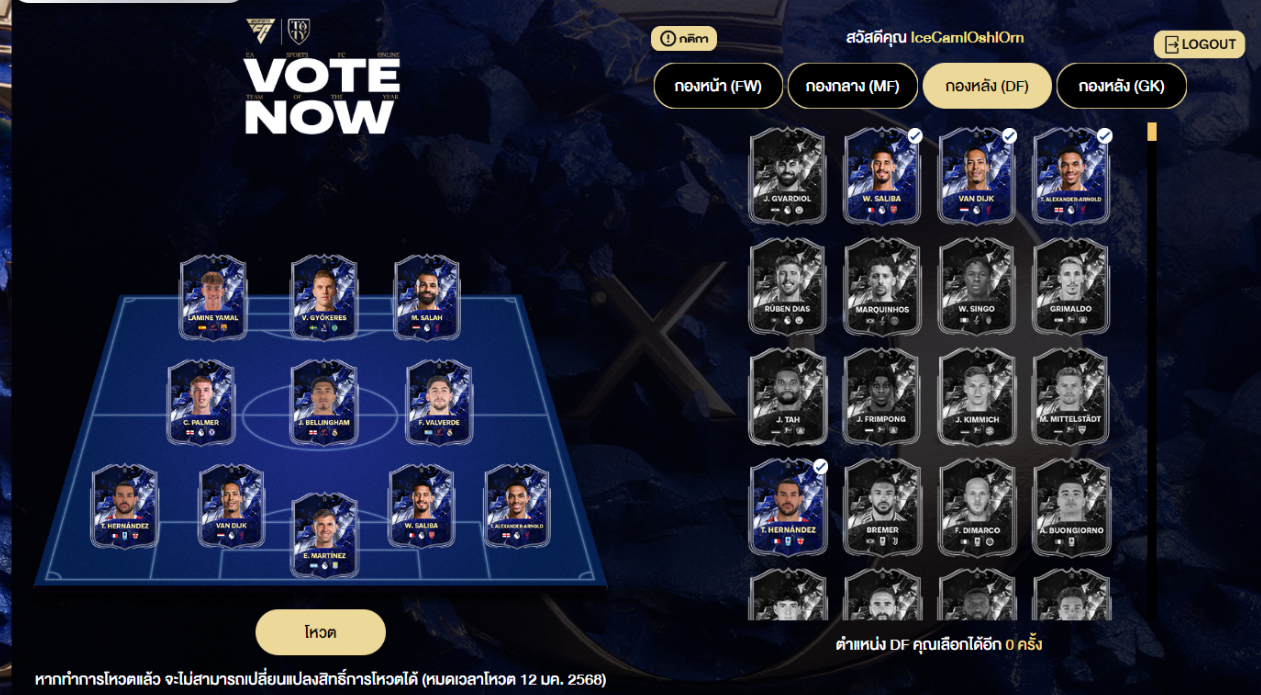 EA SPORTS FC ONLINE
VOTE
TEAM OF THE YEAR
NOW
กติกา
สวัสดีคุณ IceCamIOshIOrn
LOGOUT
กองหน้า (FW)
กองกลาง (MF)
กองหลัง (DF)
กองหลัง (GK)
LAMINE YAMAL
V. GYÖKERES
M. SALAH
C. PALMER
J. BELLINGHAM
F. VALVERDE
T. HERNÁNDEZ
VAN DIJK
E. MARTÍNEZ
W. SALIBA
T. ALEXANDER-ARNOLD
โหวต
หากทำการโหวตแล้ว จะไม่สามารถเปลี่ยนแปลงสิทธิ์การโหวตได้ (หมดเวลาโหวต 12 มค. 2568)
J. GVARDIOL
W. SALIBA
VAN DIJK
T. ALEXANDER-ARNOLD
RÚBEN DIAS
MARQUINHOS
W. SINGO
GRIMALDO
J. TAH
J. FRIMPONG
J. KIMMICH
M. MITTELSTÄDT
T. HERNÁNDEZ
BREMER
F. DIMARCO
A. BUONGIORNO
ตำแหน่ง DF คุณเลือกได้อีก 0 ครั้ง